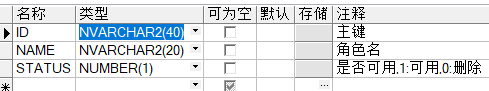 名称 类型 可为空 默认 存储 注释
ID NVARCHAR2(40) 主键
NAME NVARCHAR2(20) 角色名
STATUS NUMBER(1) 是否可用,1:可用,0:删除
* ...